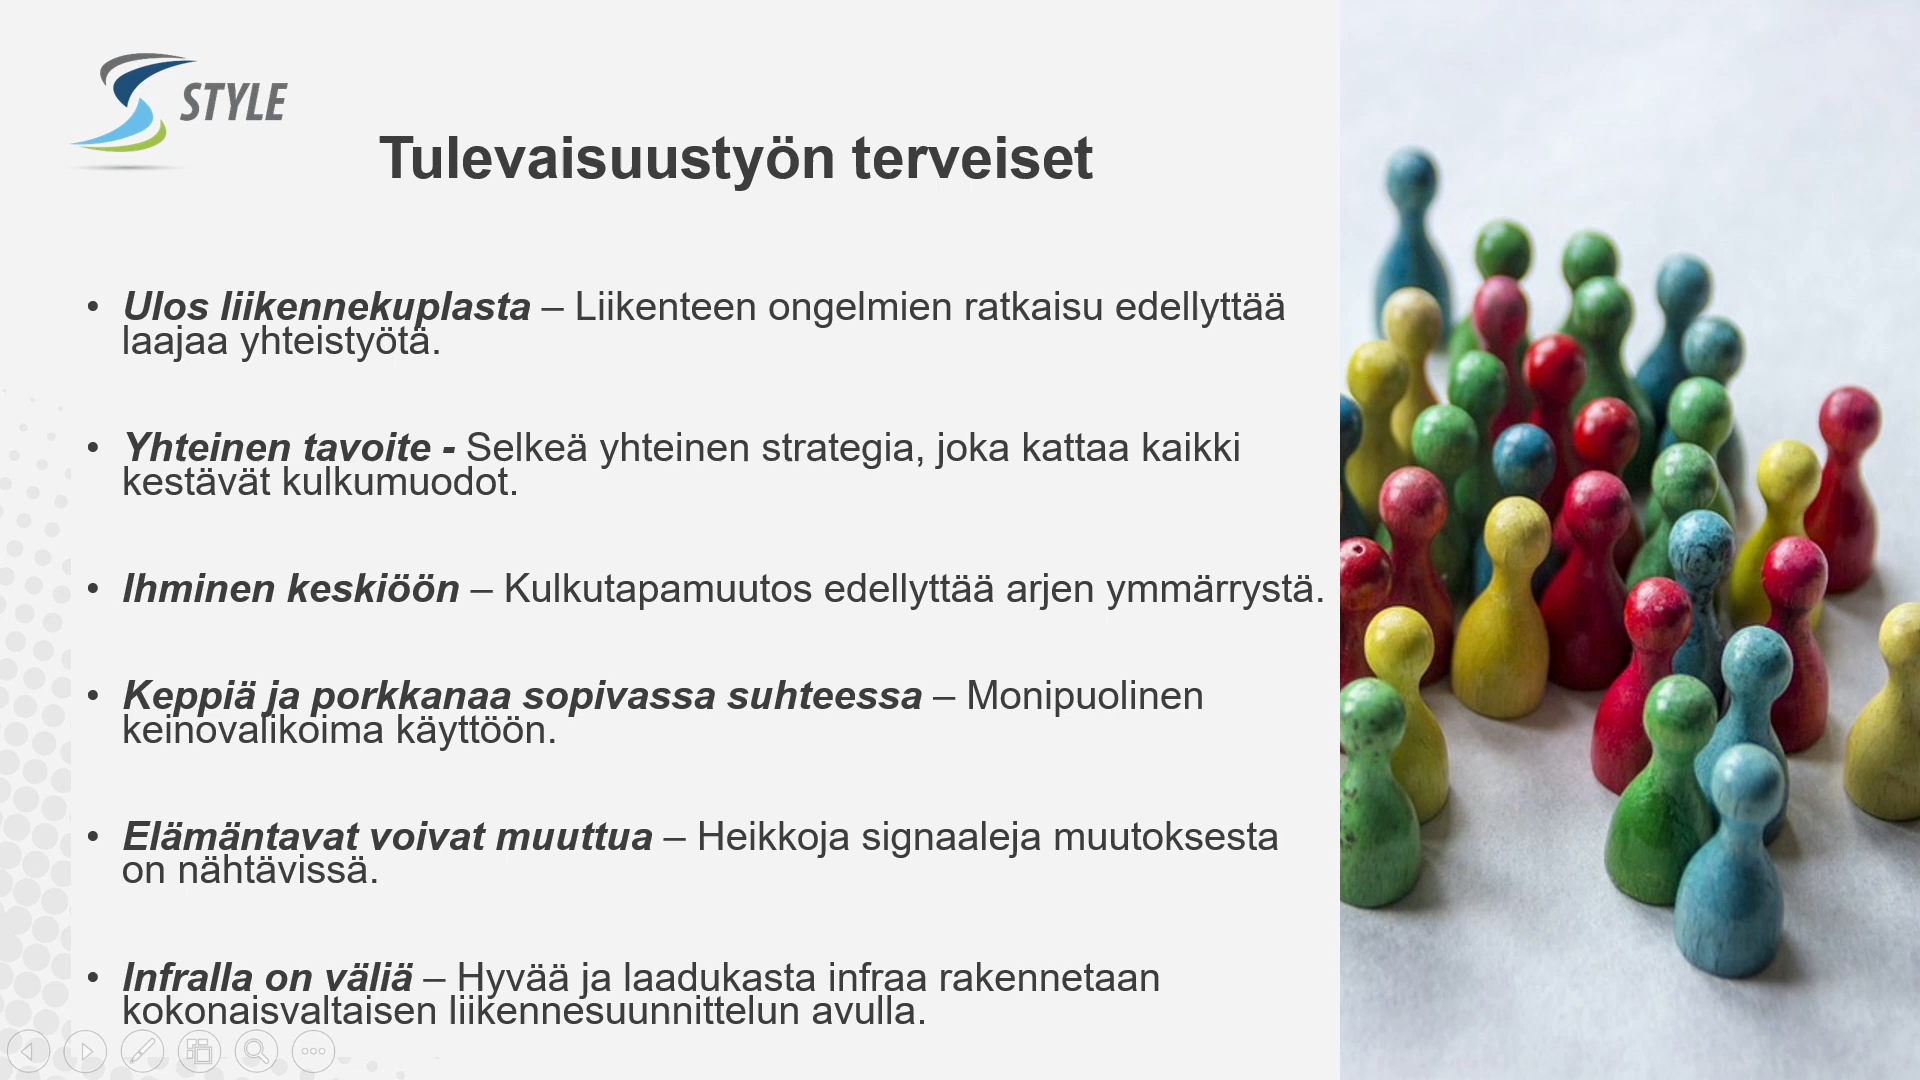 STYLE
Tulevaisuustyön terveiset
• Ulos liikennekuplasta – Liikenteen ongelmien ratkaisu edellyttää
laajaa yhteistyötä.
• Yhteinen tavoite - Selkeä yhteinen strategia, joka kattaa kaikki
kestävät kulkumuodot.
• Ihminen keskiöön – Kulkutapamuutos edellyttää arjen ymmärrystä.
• Keppiä ja porkkanaa sopivassa suhteessa – Monipuolinen
keinovalikoima käyttöön.
• Elämäntavat voivat muuttua – Heikkoja signaaleja muutoksesta
on nähtävissä.
• Infralla on väliä – Hyvää ja laadukasta infraa rakennetaan
kokonaisvaltaisen liikennesuunnittelun avulla.